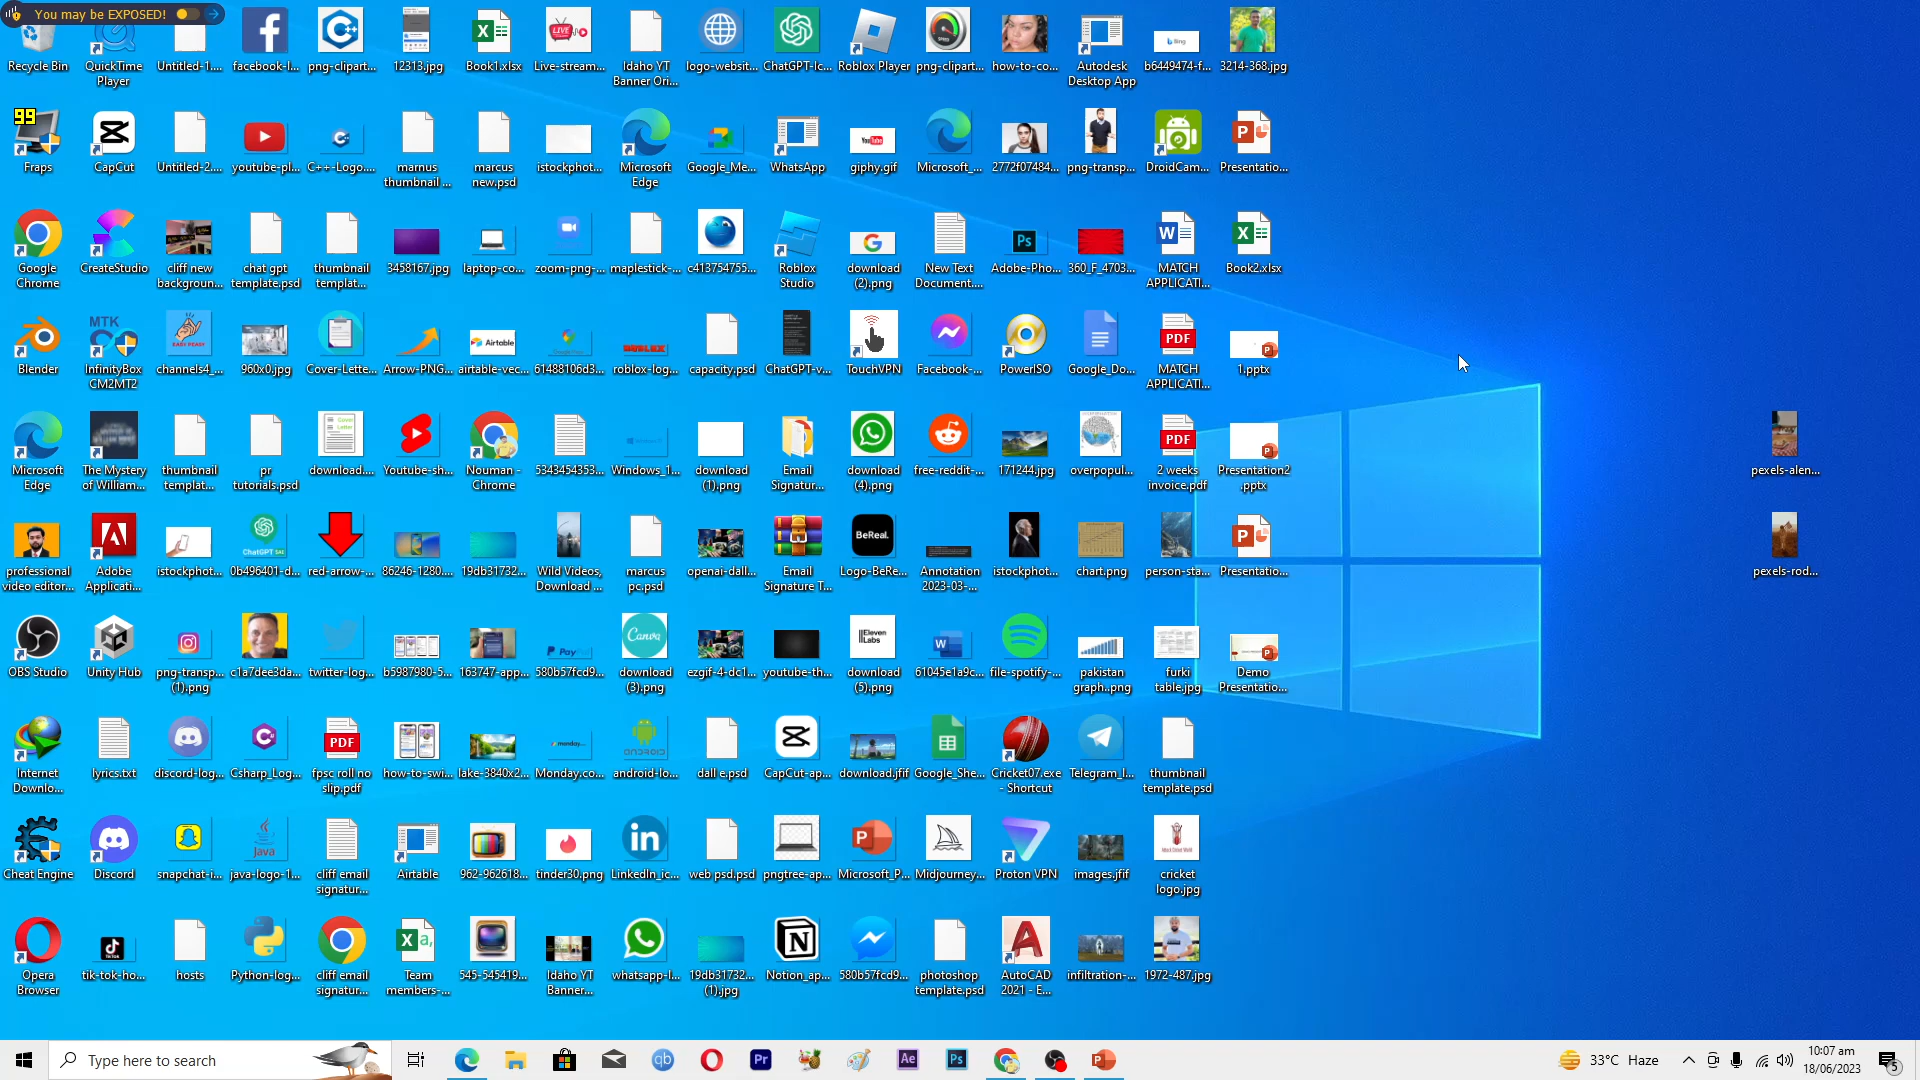 You may be EXPOSED!
Recycle Bin
QuickTime
Player
Untitled-1....
facebook-l...
png-clipart...
12313.jpg
Book1.xlsx
Live-stream...
Idaho YT
Banner Ori...
logo-websit...
ChatGPT-Ic...
Roblox Player
png-clipart...
how-to-co...
Autodesk
Desktop App
b6449474-f...
3214-368.jpg
99
Fraps
CapCut
Untitled-2....
youtube-pl...
C++-Logo....
marnus
thumbnail ...
marcus
new.psd
istockphot...
Microsoft
Edge
Google_Me...
WhatsApp
giphy.gif
Microsoft_...
2772f07484...
png-transp...
DroidCam...
Presentatio...
Google
Chrome
CreateStudio
cliff new
backgroun...
chat gpt
template.psd
thumbnail
templat...
3458167.jpg
laptop-co...
zoom-png-...
maplestick-...
c413754755...
Roblox
Studio
download
(2).png
New Text
Document....
Adobe-Pho...
360_F_4703...
MATCH
APPLICATI...
Book2.xlsx
Blender
MTK
InfinityBox
CM2MT2
channels4_...
960x0.jpg
Cover-Lette...
Arrow-PNG...
Airtable
airtable-vec...
61488106d3...
roblox-log...
capacity.psd
ChatGPT-v...
TouchVPN
Facebook-...
PowerISO
Google_Do...
PDF
MATCH
APPLICATI...
1.pptx
Microsoft
Edge
The Mystery
of William...
thumbnail
templat...
pr
tutorials.psd
download....
Youtube-sh...
Nouman -
Chrome
5343454353...
Windows_1...
download
(1).png
Email
Signatur...
download
(4).png
free-reddit-...
171244.jpg
overpopul...
PDF
2 weeks
invoice.pdf
Presentation2
.pptx
pexels-alen...
professional
video editor...
Adobe
Applicati...
istockphot...
ChatGPT
0b496401-d...
red-arrow-...
86246-1280....
19db31732...
Wild Videos,
Download ...
marcus
pc.psd
openai-dall...
Email
Signature T...
BeReal.
Logo-BeRe...
Annotation
2023-03-...
istockphot...
chart.png
person-sta...
Presentatio...
pexels-rod...
OBS Studio
Unity Hub
png-transp...
(1).png
c1a7dee3da...
twitter-log...
b5987980-5...
163747-app...
PayPal
580b57fcd9...
Canva
download
(3).png
ezgif-4-dc1...
youtube-th...
IIElevenLabs
download
(5).png
61045e1a9c...
file-spotify-...
pakistan
graph..png
furki
table.jpg
Demo
Presentatio...
Internet
Downlo...
lyrics.txt
discord-log...
Csharp_Log...
PDF
fpsc roll no
slip.pdf
how-to-swi...
lake-3840x2...
Monday.co...
android-lo...
dall e.psd
CapCut-ap...
download.jfif
Google_She...
Cricket07.exe
- Shortcut
Telegram_l...
thumbnail
template.psd
Cheat Engine
Discord
snapchat-i...
java-logo-1...
cliff email
signatur...
Airtable
962-962618...
tinder30.png
LinkedIn_ic...
web psd.psd
pngtree-ap...
Microsoft_P...
Midjourney...
Proton VPN
images.jfif
cricket
logo.jpg
Opera
Browser
tik-tok-ho...
hosts
Python-log...
cliff email
signatur...
Team
members-...
545-545419...
Idaho YT
Banner...
whatsapp-l...
19db31732...
(1).jpg
Notion_ap...
580b57fcd9...
photoshop
template.psd
AutoCAD
2021 - E...
infiltration-...
1972-487.jpg
Type here to search
33°C Haze
10:07 am
18/06/2023
5